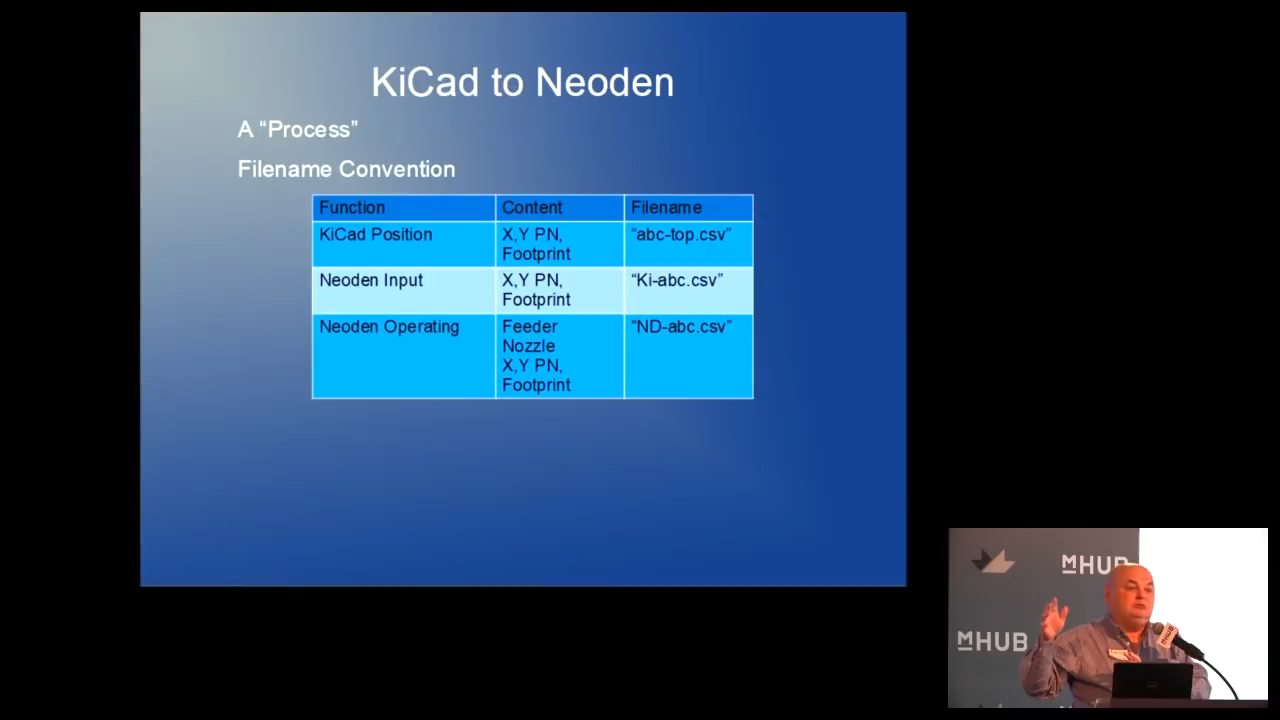 KiCad to Neoden
A “Process”
Filename Convention
Function Content Filename
KiCad Position X,Y PN, “abc-top.csv”
Footprint
Neoden Input X,Y PN, “Ki-abc.csv”
Footprint
Neoden Operating Feeder “ND-abc.csv”
Nozzle
X,Y PN,
Footprint
MHUB
MHUB
MHUB